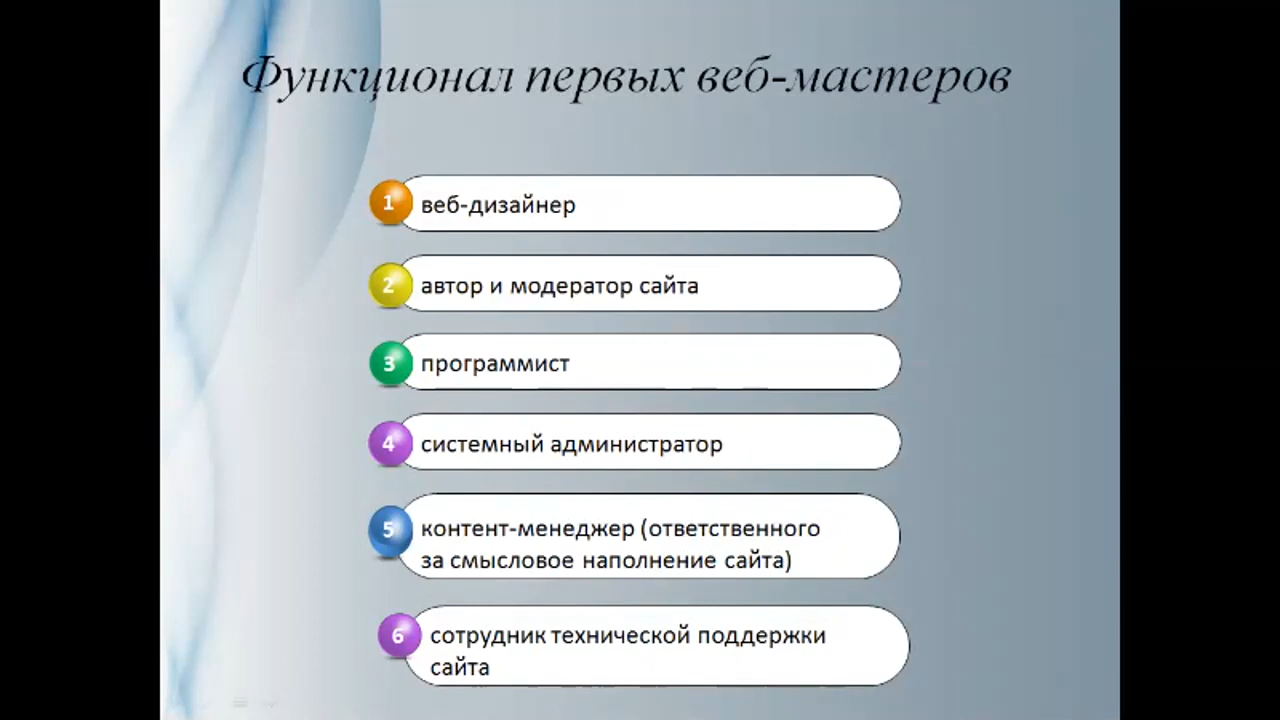 Функционал первых веб-мастеров
1 веб-дизайнер
2 автор и модератор сайта
3 программист
4 системный администратор
5 контент-менеджер (ответственного
за смысловое наполнение сайта)
6 сотрудник технической поддержки
сайта